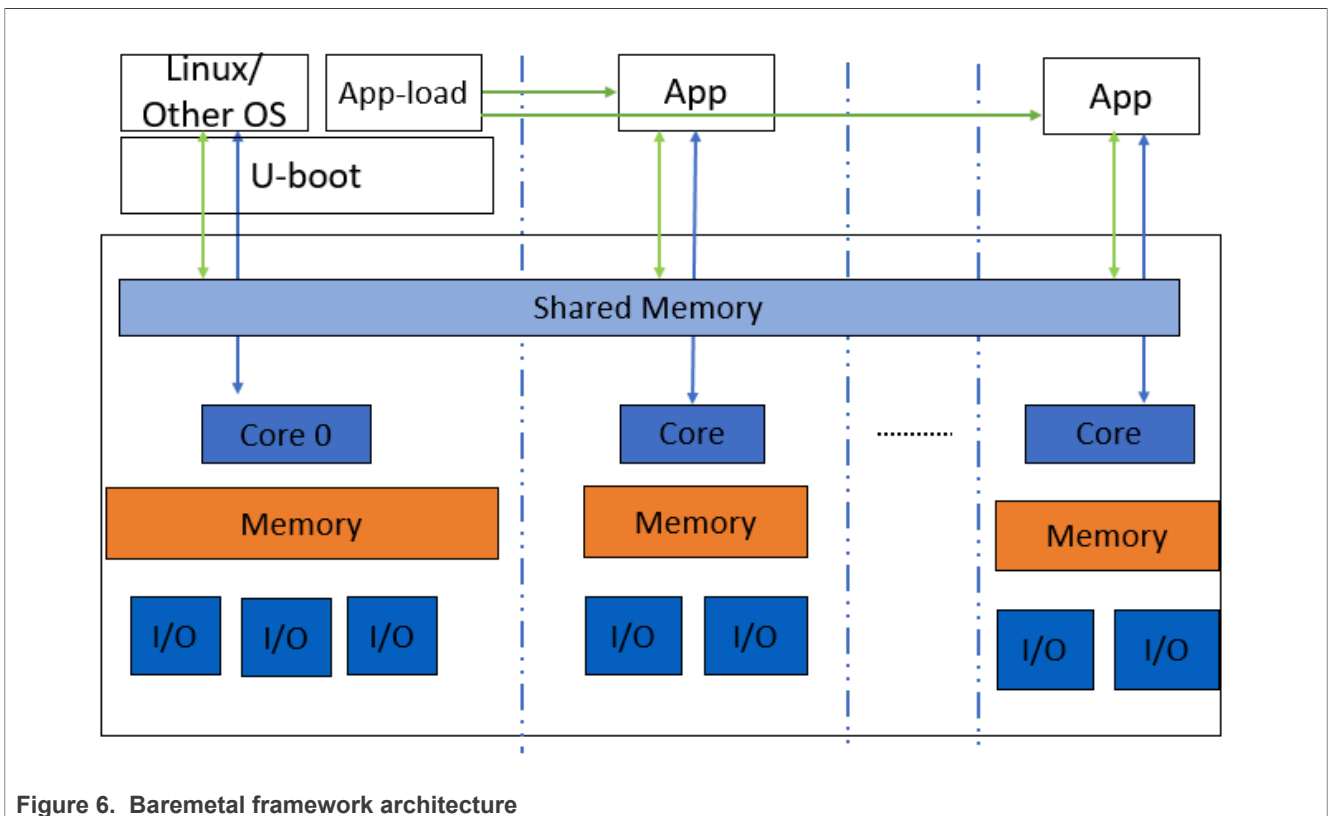 Linux/
Other OS
App-load
App
App
U-boot
Shared Memory
Core 0
Core
..............
Core
Memory
Memory
Memory
I/O
I/O
I/O
I/O
I/O
I/O
I/O
Figure 6. Baremetal framework architecture